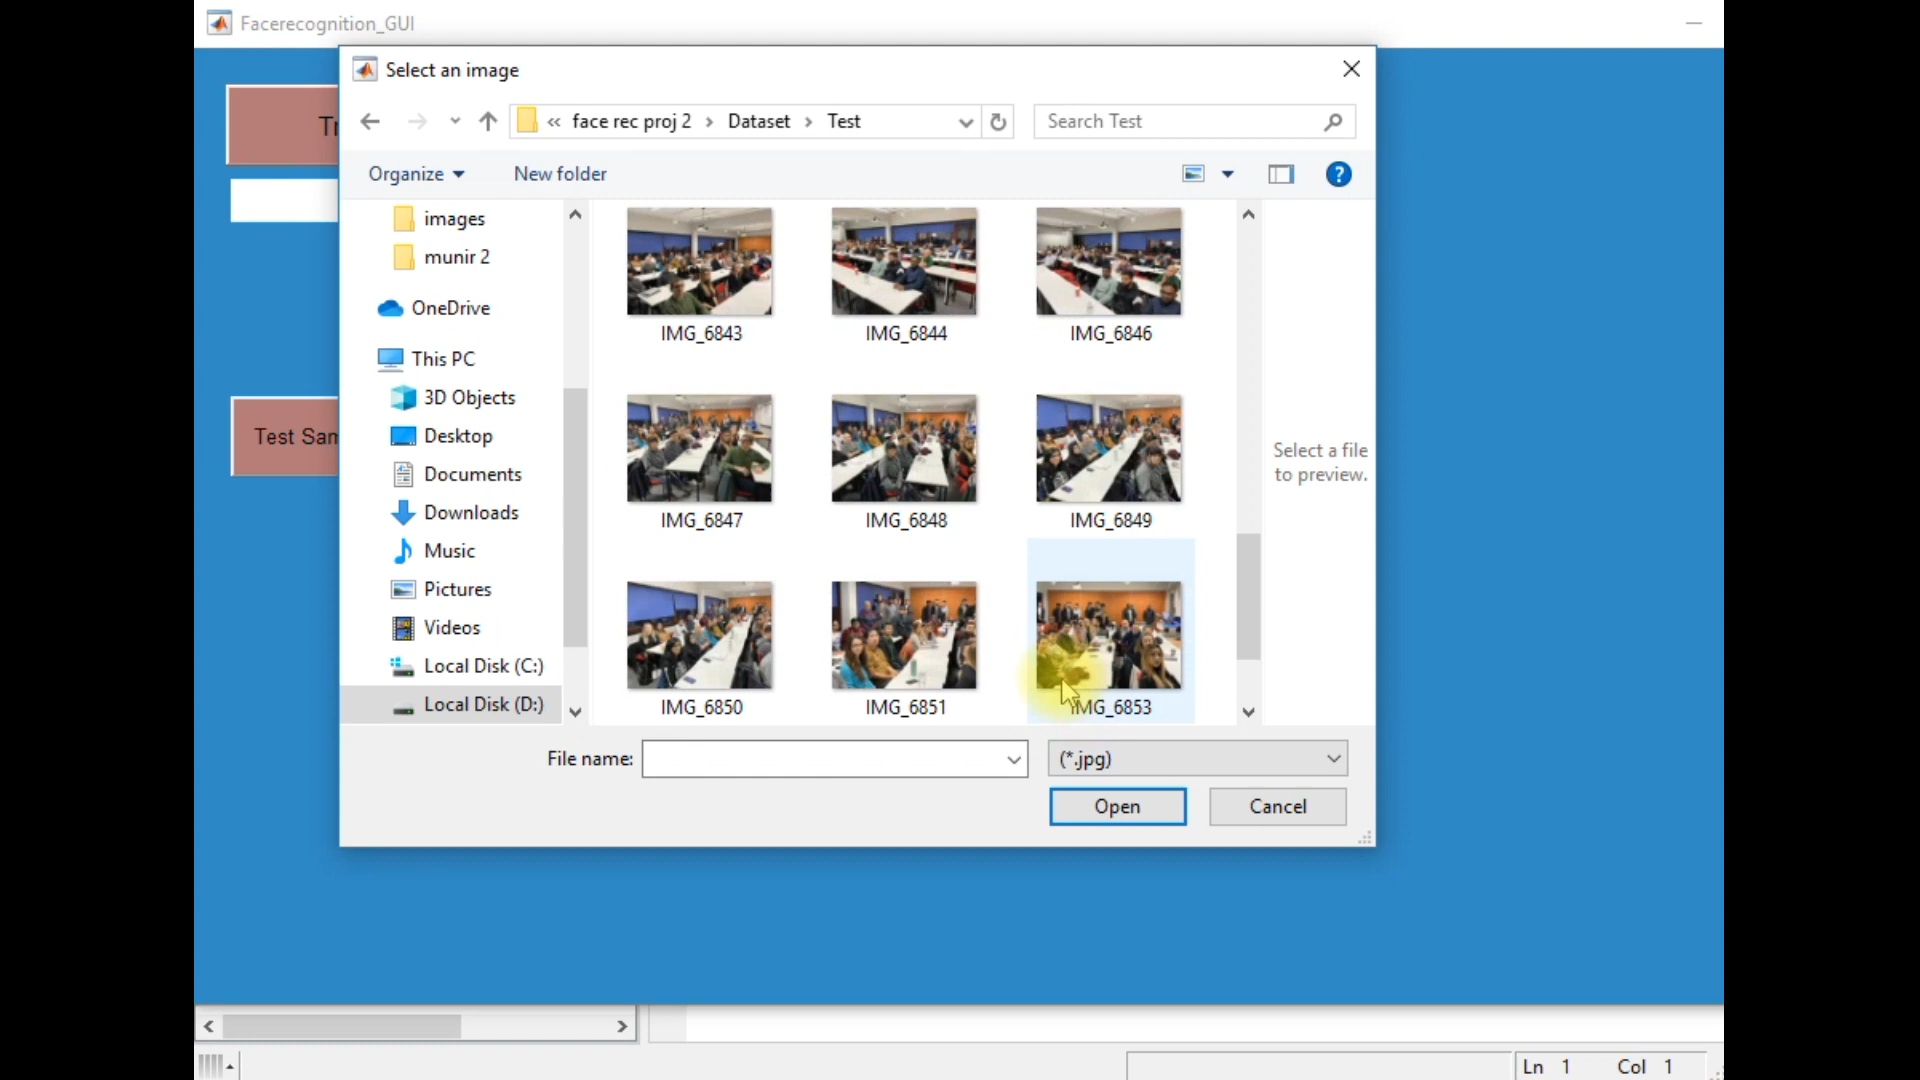 Facerecognition_GUI
Select an image
« face rec proj 2 > Dataset > Test
Search Test
Organize
New folder
images
munir 2
OneDrive
This PC
3D Objects
Desktop
Documents
Downloads
Music
Pictures
Videos
Local Disk (C:)
Local Disk (D:)
IMG_6843
IMG_6844
IMG_6846
IMG_6847
IMG_6848
IMG_6849
IMG_6850
IMG_6851
IMG_6853
Select a file
to preview.
File name:
(*.jpg)
Open
Cancel
Test Sam
Ln 1 Col 1